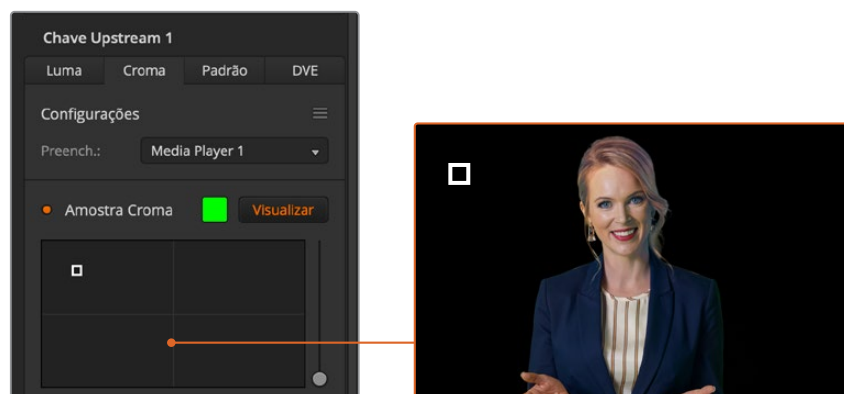 Chave Upstream 1
Luma Croma Padrão DVE
Configurações
Preench.: Media Player 1
Amostra Croma Visualizar